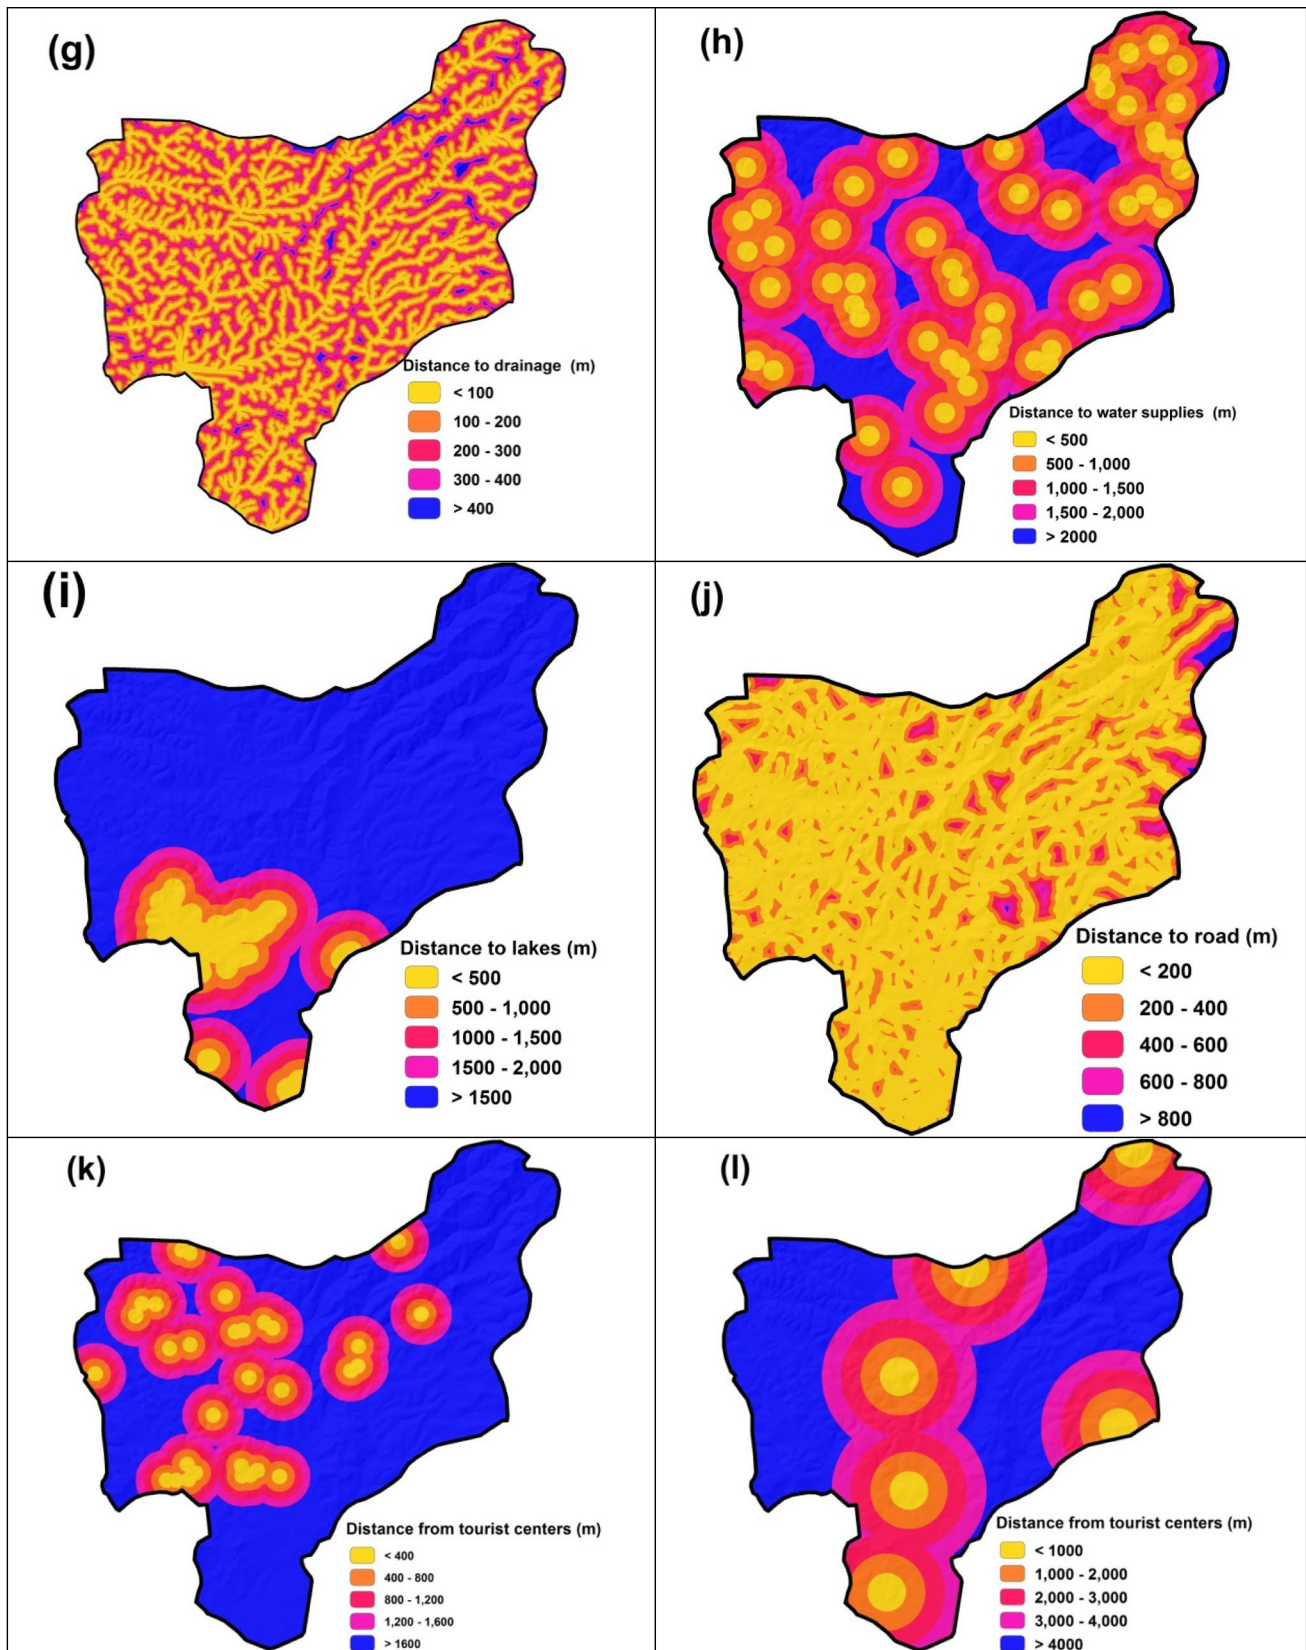 (g)
Distance to drainage (m)
< 100
100 - 200
200 - 300
300 - 400
> 400
(h)
Distance to water supplies (m)
< 500
500 - 1,000
1,000 - 1,500
1,500 - 2,000
> 2000
(i)
Distance to lakes (m)
< 500
500 - 1,000
1000 - 1,500
1500 - 2,000
> 1500
(j)
Distance to road (m)
< 200
200 - 400
400 - 600
600 - 800
> 800
(k)
Distance from tourist centers (m)
< 400
400 - 800
800 - 1,200
1,200 - 1,600
> 1600
(l)
Distance from tourist centers (m)
< 1000
1,000 - 2,000
2,000 - 3,000
3,000 - 4,000
> 4000